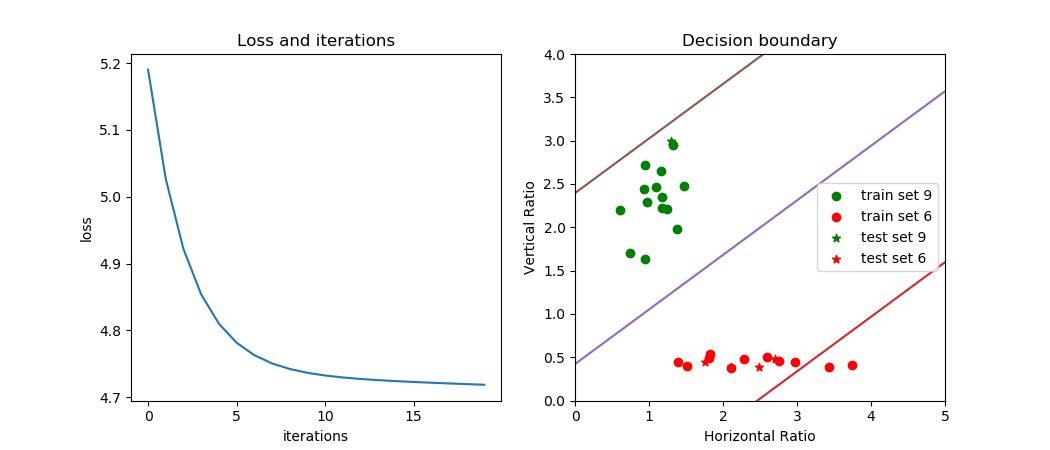 Loss and iterations
5.2
5.1
5.0
4.9
4.8
4.7
loss
0
5
10
15
iterations
Decision boundary
4.0
3.5
3.0
2.5
2.0
1.5
1.0
0.5
0.0
Vertical Ratio
train set 9
train set 6
test set 9
test set 6
0
1
2
3
4
5
Horizontal Ratio